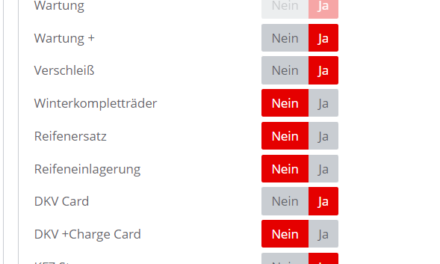 Wartung Nein Ja
Wartung + Nein Ja
Verschleiß Nein Ja
Winterkompletträder Nein Ja
Reifenersatz Nein Ja
Reifeneinlagerung Nein Ja
DKV Card Nein Ja
DKV +Charge Card Nein Ja